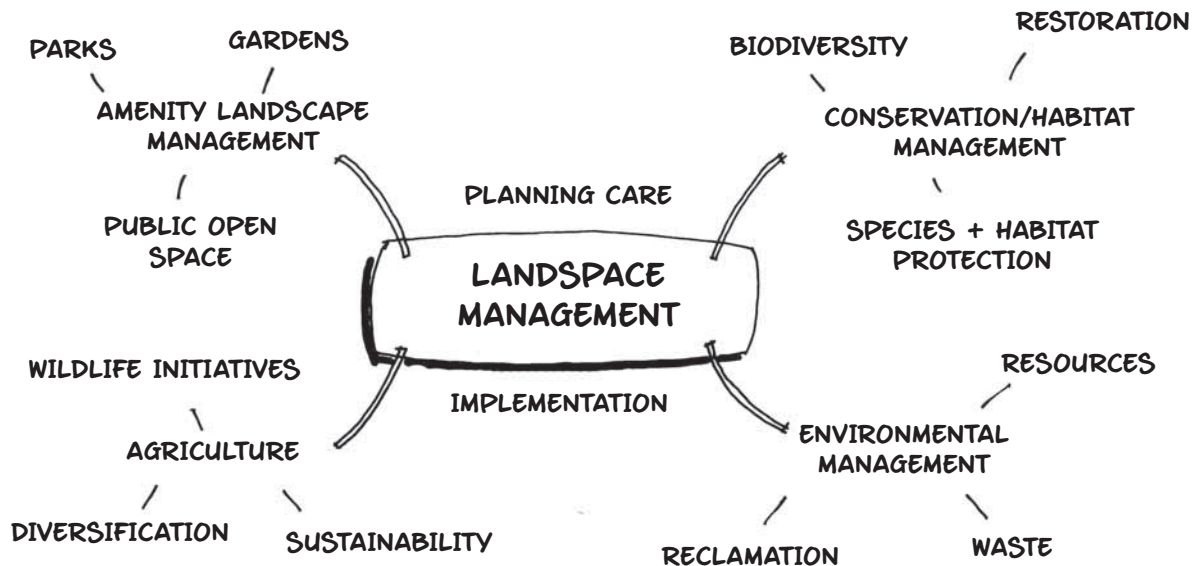 PARKS
GARDENS
AMENITY LANDSCAPE
MANAGEMENT
PUBLIC OPEN
SPACE
BIODIVERSITY
RESTORATION
CONSERVATION/HABITAT
MANAGEMENT
SPECIES + HABITAT
PROTECTION
PLANNING CARE
LANDSPACE
MANAGEMENT
IMPLEMENTATION
WILDLIFE INITIATIVES
AGRICULTURE
DIVERSIFICATION
SUSTAINABILITY
RESOURCES
ENVIRONMENTAL
MANAGEMENT
RECLAMATION
WASTE